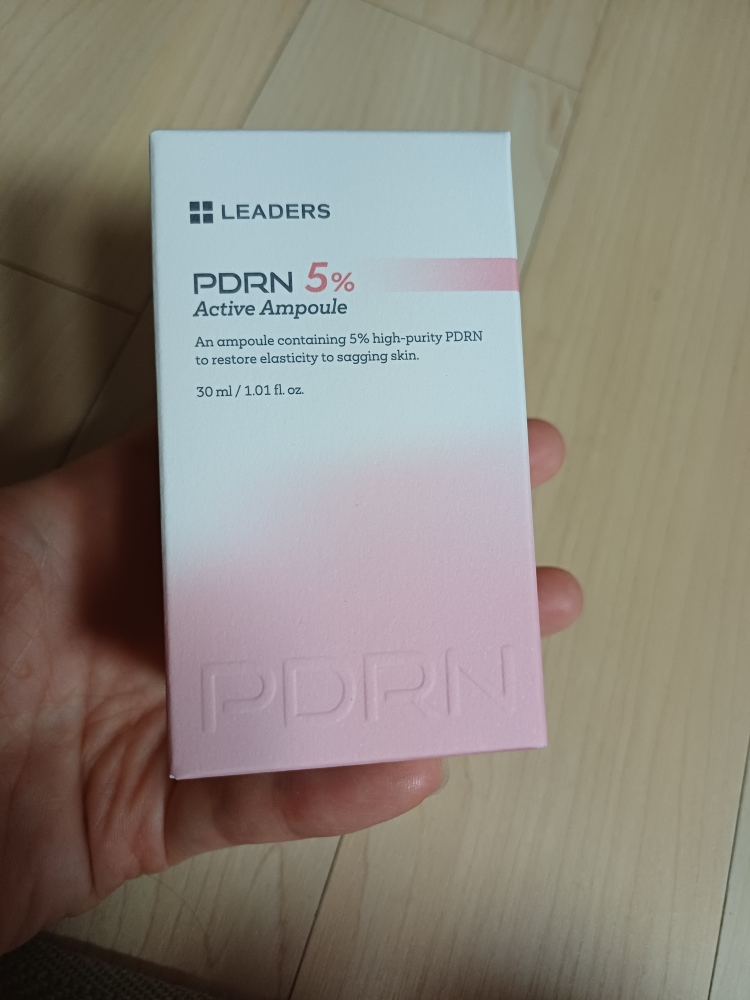 LEADERS
PDRN 5%
Active Ampoule
An ampoule containing 5% high-purity PDRN
to restore elasticity to sagging skin.
30 ml / 1.01 fl. oz.
PDRN